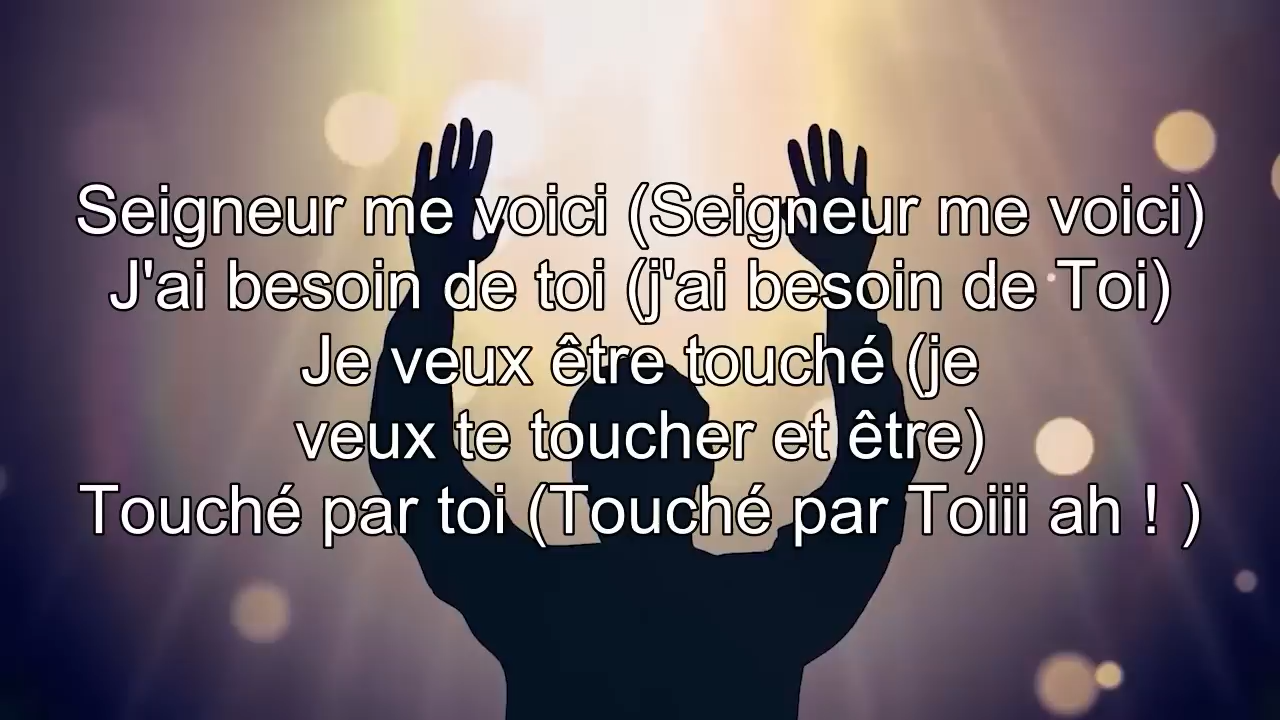 Seigneur me voici (Seigneur me voici)
J'ai besoin de toi (j'ai besoin de Toi)
Je veux être touché (je
veux te toucher et être)
Touché par toi (Touché par Toiii ah ! )